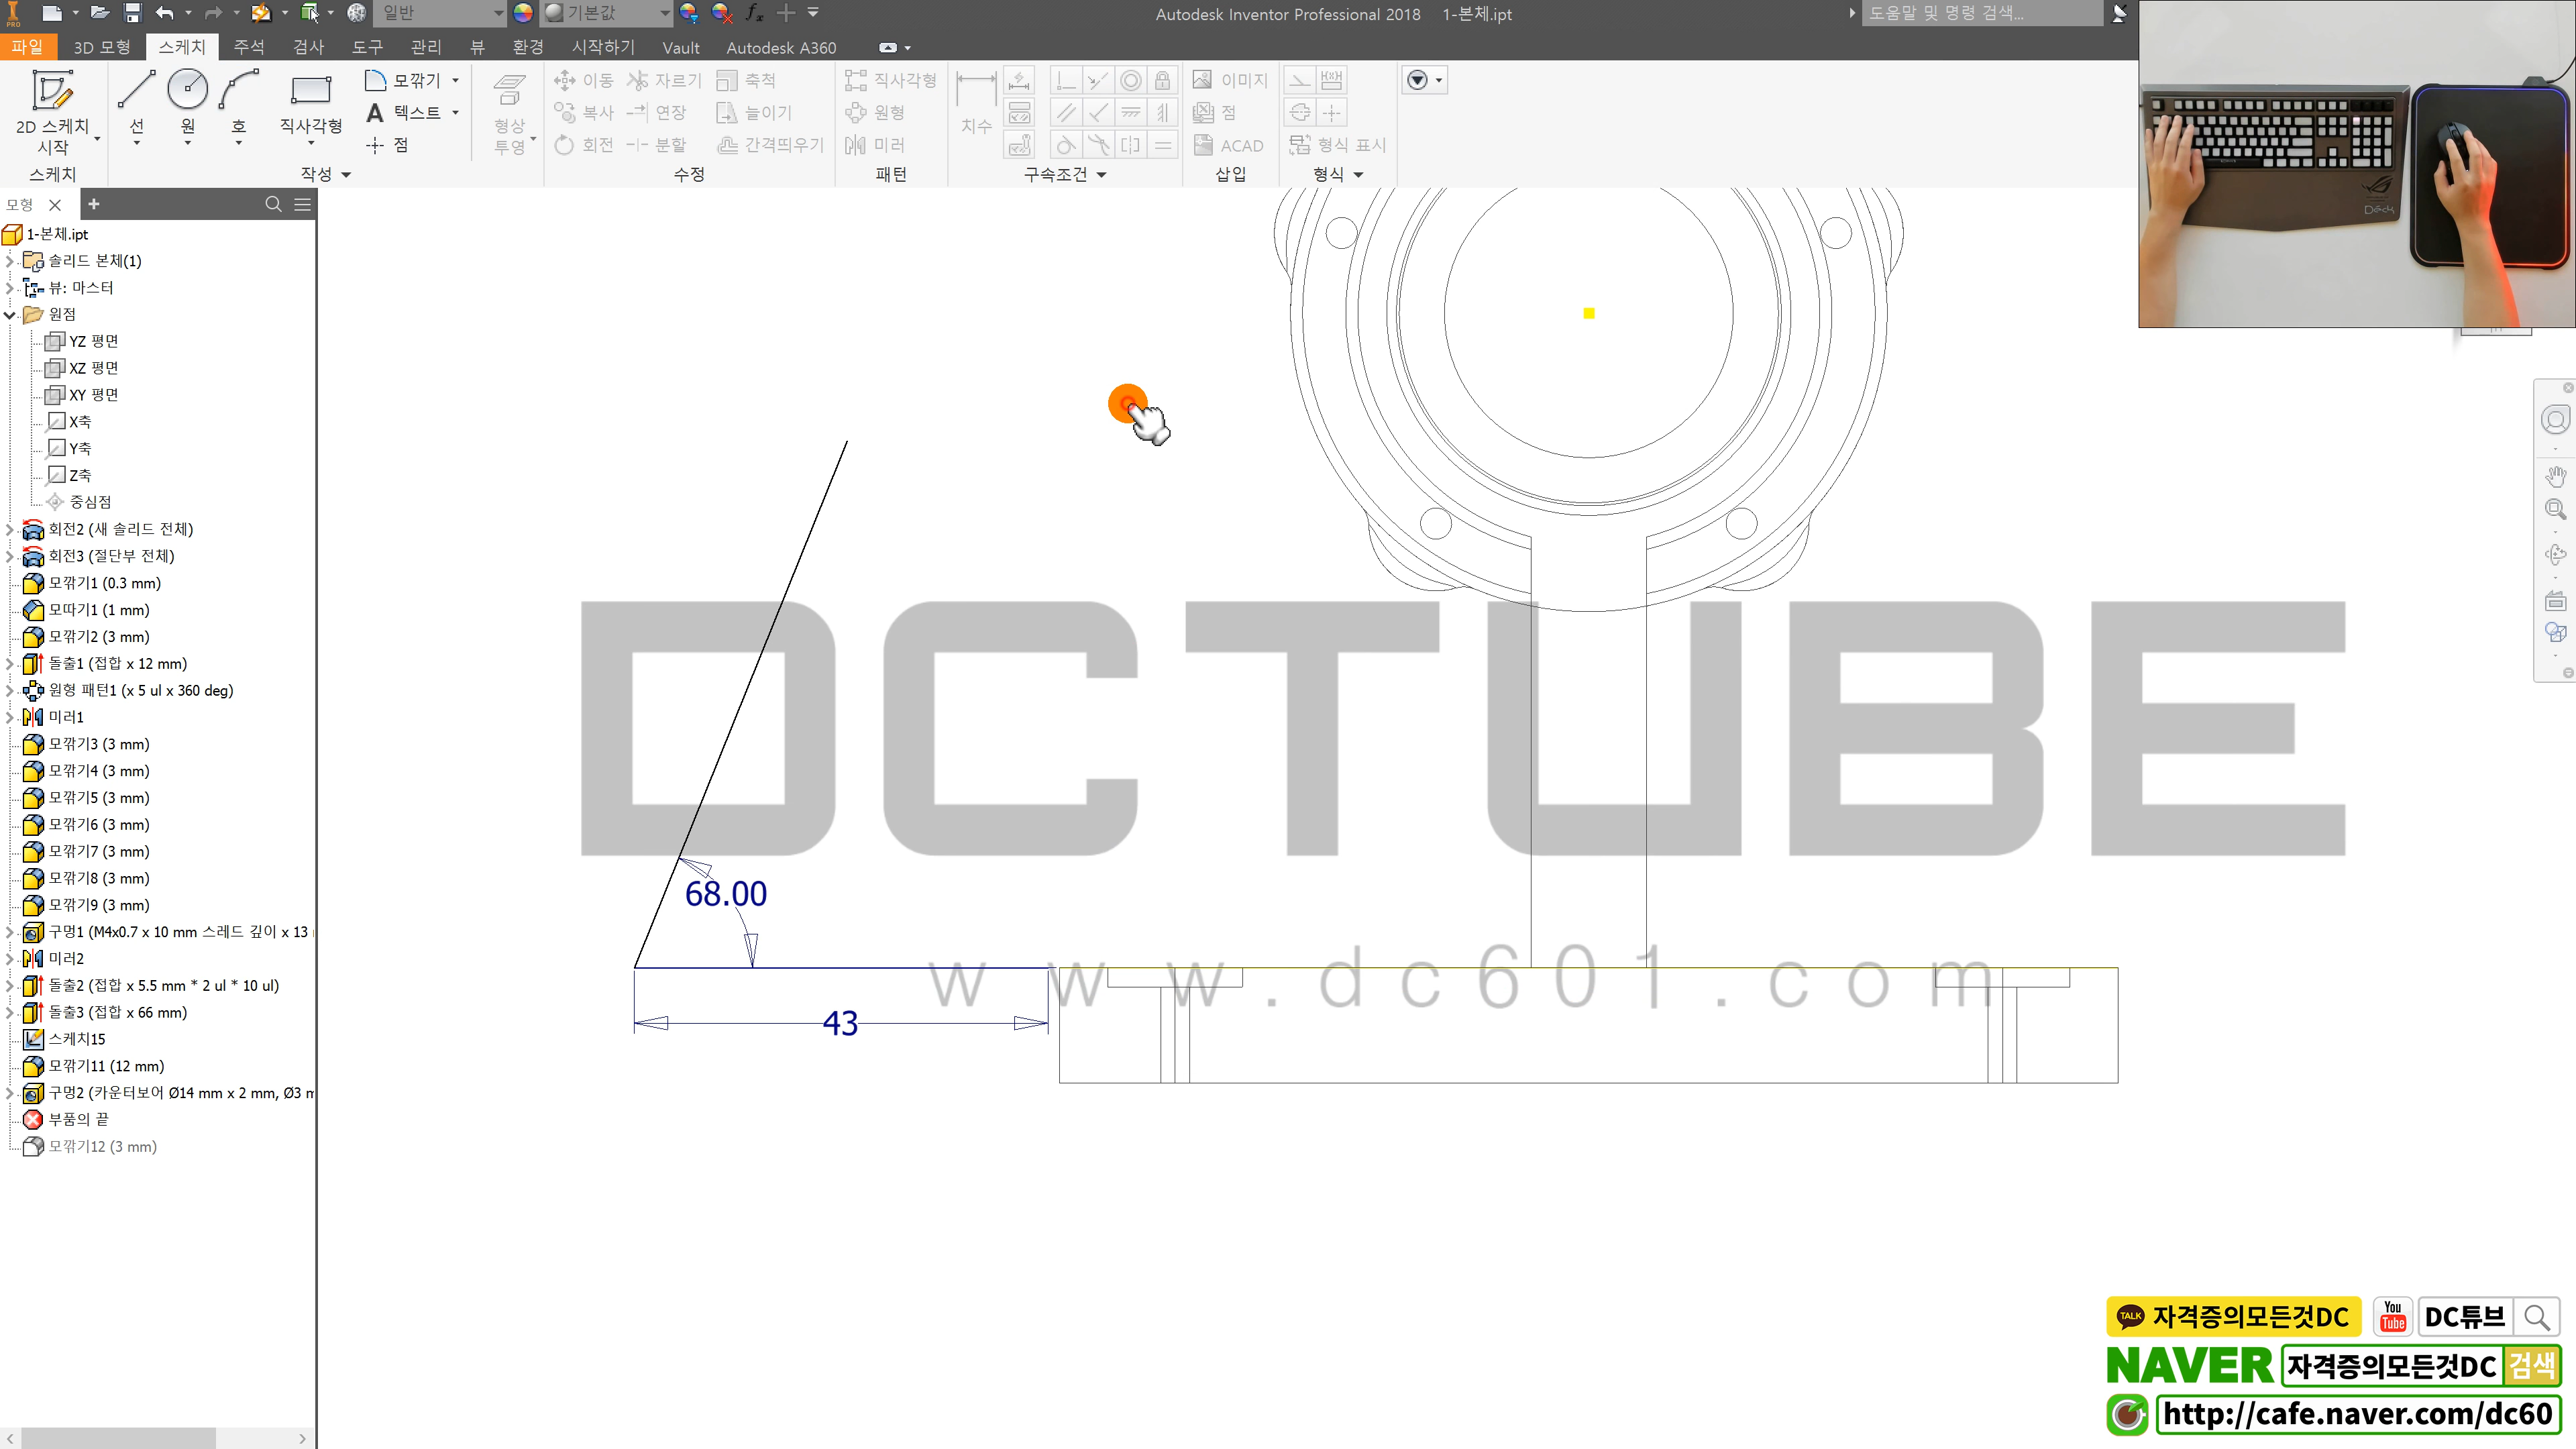 PRO
일반
기본값
fx
Autodesk Inventor Professional 2018 1-본체.ipt
도움말 및 명령 검색...
파일 3D 모형 스케치 주석 검사 도구 관리 뷰 환경 시작하기 Vault Autodesk A360
2D 스케치
시작
선 원 호 직사각형
모깎기
A 텍스트
점
형상
투영
이동 자르기 축척
복사 연장 늘이기
회전 분할 간격띄우기
직사각형
원형
미러
치수
이미지
점
ACAD
형식 표시
스케치 작성 수정 패턴 구속조건 삽입 형식
모형
1-본체.ipt
솔리드 본체(1)
뷰: 마스터
원점
YZ 평면
XZ 평면
XY 평면
X축
Y축
Z축
중심점
회전2 (새 솔리드 전체)
회전3 (절단부 전체)
모깎기1 (0.3 mm)
모따기1 (1 mm)
모깎기2 (3 mm)
돌출1 (접합 x 12 mm)
원형 패턴1 (x 5 ul x 360 deg)
미러1
모깎기3 (3 mm)
모깎기4 (3 mm)
모깎기5 (3 mm)
모깎기6 (3 mm)
모깎기7 (3 mm)
모깎기8 (3 mm)
모깎기9 (3 mm)
구멍1 (M4x0.7 x 10 mm 스레드 깊이 x 13
미러2
돌출2 (접합 x 5.5 mm * 2 ul * 10 ul)
돌출3 (접합 x 66 mm)
스케치15
모깎기11 (12 mm)
구멍2 (카운터보어 Ø14 mm x 2 mm, Ø3 m
부품의 끝
모깎기12 (3 mm)
DCTUBE
www.dc601.com
68.00
43
Deck
TALK 자격증의모든것DC
You Tube DC튜브
NAVER 자격증의모든것DC 검색
http://cafe.naver.com/dc60